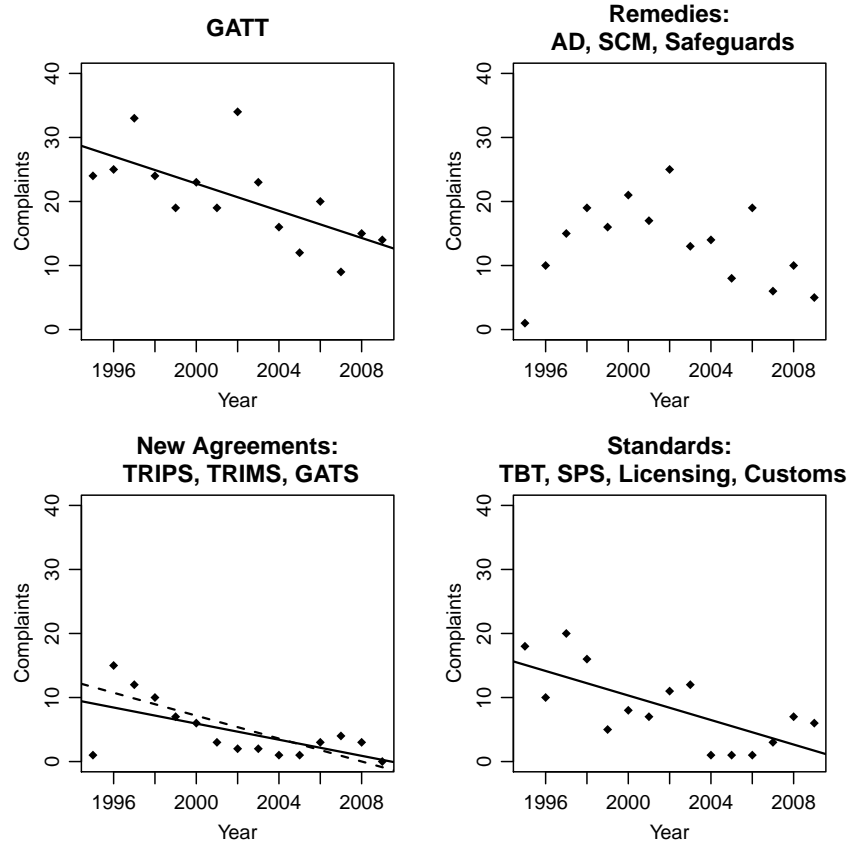 GATT
Complaints
40
30
20
10
0
1996 2000 2004 2008
Year
Remedies:
AD, SCM, Safeguards
Complaints
40
30
20
10
0
1996 2000 2004 2008
Year
New Agreements:
TRIPS, TRIMS, GATS
Complaints
40
30
20
10
0
1996 2000 2004 2008
Year
Standards:
TBT, SPS, Licensing, Customs
Complaints
40
30
20
10
0
1996 2000 2004 2008
Year